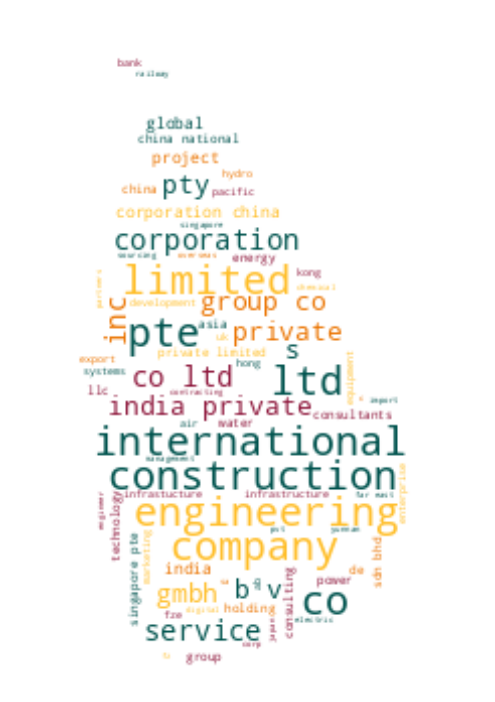 bank
railway
global
china national
project
hydro
china
pty
pacific
corporation china
singapore
corporation
sourcing
overseas
energy
kong
limited
partners
chemical
development
group co
inc
pte
asia
private
uk
s
private limited
export
hong
systems
co ltd
ltd
equipment
llc
contracting
import
india private
consultants
air
water
international
management
construction
enterprise
engineer
technology
infrastucture
infrastructure
far east
engineering
pvt
yunnan
singapore pte
marketing
company
sdn bhd
india
de
power
gmbh
b
v
consulting
co
digital
holding
fze
japan
electric
service
corp
group